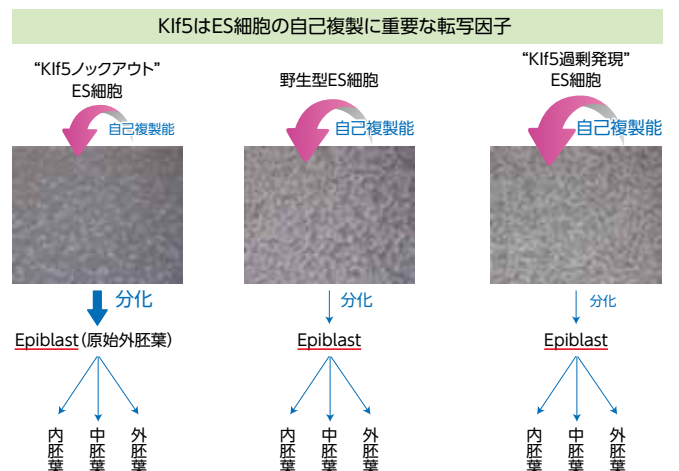 Klf5はES細胞の自己複製に重要な転写因子
“Klf5ノックアウト”
ES細胞
自己複製能
分化
Epiblast(原始外胚葉)
内胚葉
中胚葉
外胚葉
野生型ES細胞
自己複製能
分化
Epiblast
内胚葉
中胚葉
外胚葉
“Klf5過剰発現”
ES細胞
自己複製能
分化
Epiblast
内胚葉
中胚葉
外胚葉